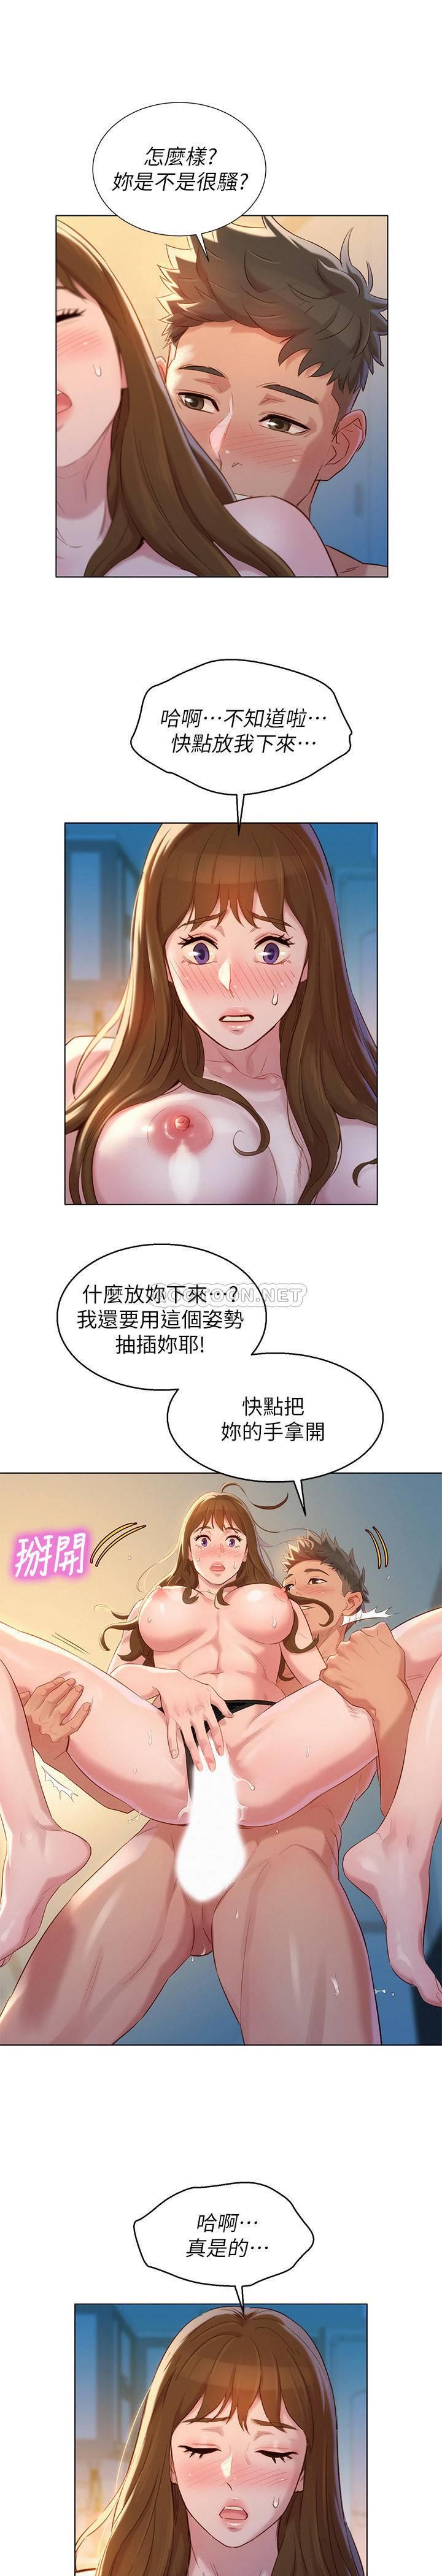 怎麼樣?
妳是不是很騷?
哈啊…不知道啦…
快點放我下來…
什麼放妳下來…?
我還要用這個姿勢
抽插妳耶!
快點把
妳的手拿開
掰開
哈啊…
真是的…